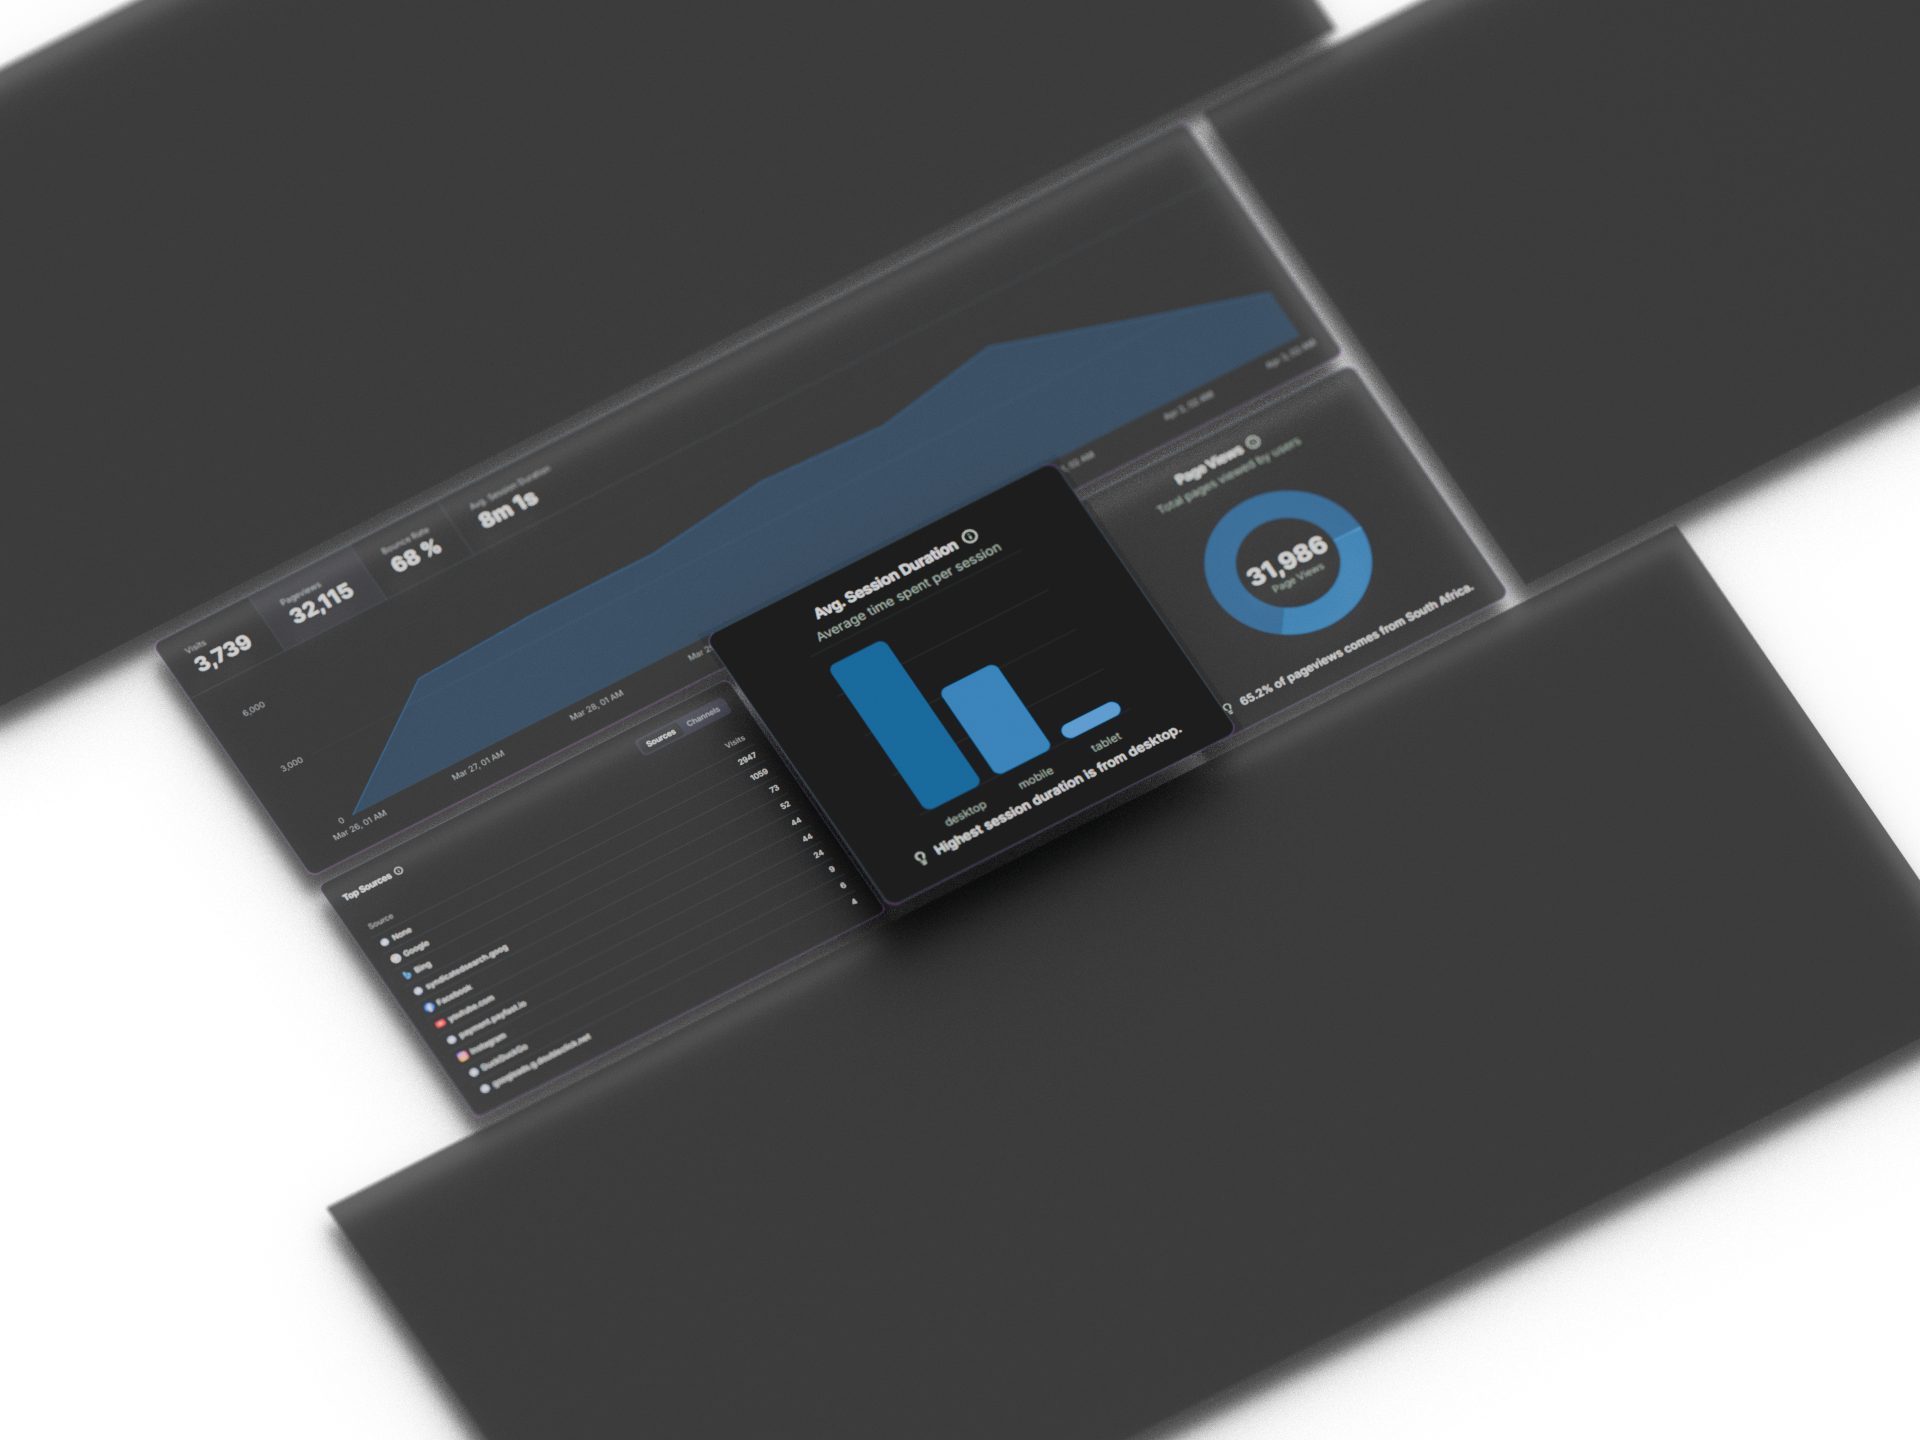 Visits
3,739
Pageviews
32,115
Bounce Rate
68 %
Avg. Session Duration
8m 1s
6,000
3,000
0
Mar 26, 01 AM
Mar 27, 01 AM
Mar 28, 01 AM
Mar 2
, 02 AM
Apr 2, 02 AM
Apr 3, 02 AM
Top Sources
Sources
Channels
Source
Visits
None
2947
Google
1059
Bing
73
syndicatedsearch.goog
52
Facebook
44
youtube.com
44
payment.payfast.io
24
Instagram
9
DuckDuckGo
6
googleads.g.doubleclick.net
4
Avg. Session Duration
Average time spent per session
desktop
mobile
tablet
Highest session duration is from desktop.
Page Views
Total pages viewed by users
31,986
Page Views
65.2% of pageviews comes from South Africa.